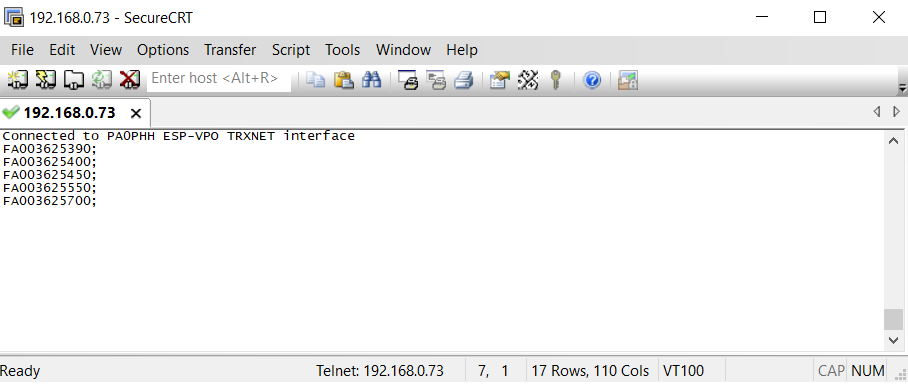 192.168.0.73 - SecureCRT
File Edit View Options Transfer Script Tools Window Help
Enter host <Alt+R>
192.168.0.73
Connected to PA0PHH ESP-VPO TRXNET interface
FA003625390;
FA003625400;
FA003625450;
FA003625550;
FA003625700;
Ready Telnet: 192.168.0.73 7, 1 17 Rows, 110 Cols VT100 CAP NUM